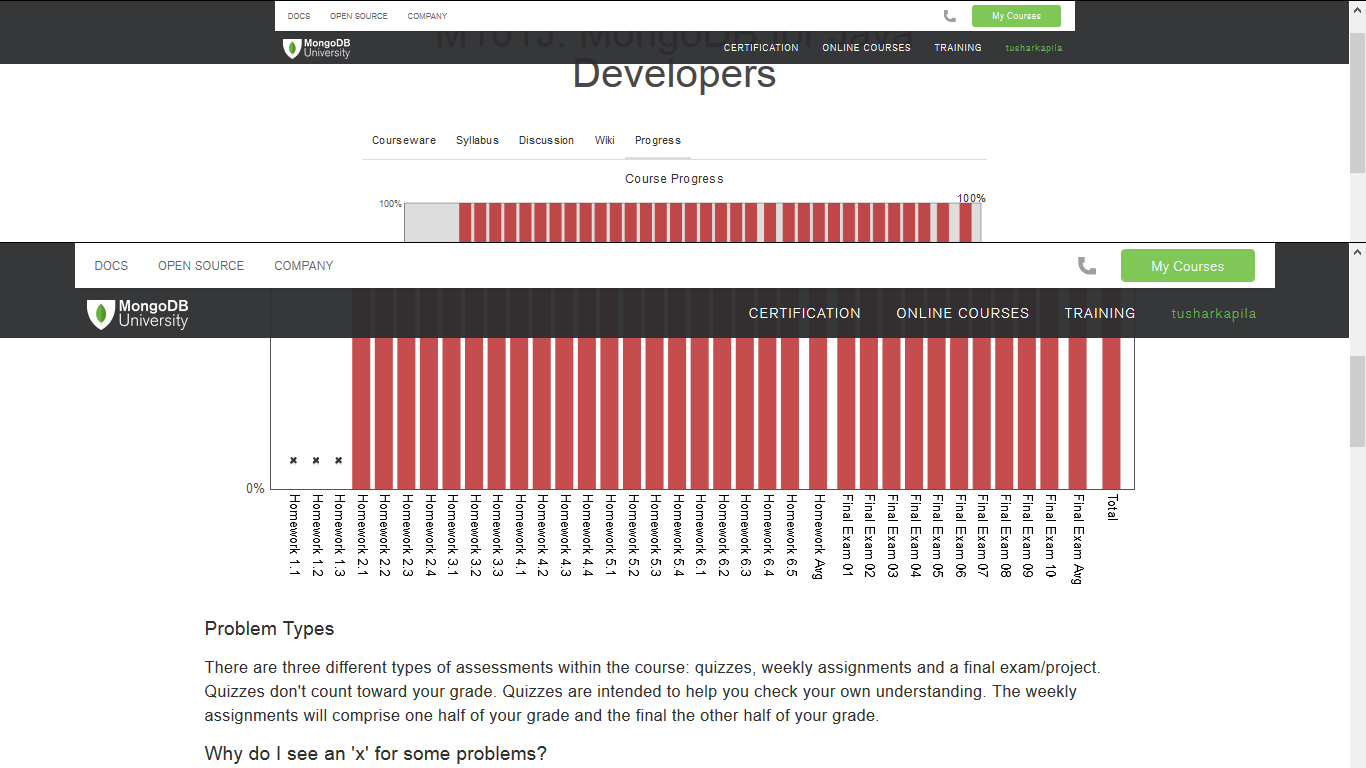 DOCS OPEN SOURCE COMPANY My Courses
M101J: MongoDB for Java
MongoDB
University
CERTIFICATION ONLINE COURSES TRAINING tusharkapila
Developers
Courseware Syllabus Discussion Wiki Progress
Course Progress
100%
100%
DOCS OPEN SOURCE COMPANY My Courses
MongoDB
University
CERTIFICATION ONLINE COURSES TRAINING tusharkapila
0%
Homework 1.1
Homework 1.2
Homework 1.3
Homework 2.1
Homework 2.2
Homework 2.3
Homework 2.4
Homework 3.1
Homework 3.2
Homework 3.3
Homework 4.1
Homework 4.2
Homework 4.3
Homework 4.4
Homework 5.1
Homework 5.2
Homework 5.3
Homework 5.4
Homework 6.1
Homework 6.2
Homework 6.3
Homework 6.4
Homework 6.5
Homework Avg
Final Exam 01
Final Exam 02
Final Exam 03
Final Exam 04
Final Exam 05
Final Exam 06
Final Exam 07
Final Exam 08
Final Exam 09
Final Exam 10
Final Exam Avg
Total
Problem Types
There are three different types of assessments within the course: quizzes, weekly assignments and a final exam/project.
Quizzes don't count toward your grade. Quizzes are intended to help you check your own understanding. The weekly
assignments will comprise one half of your grade and the final the other half of your grade.
Why do I see an 'x' for some problems?